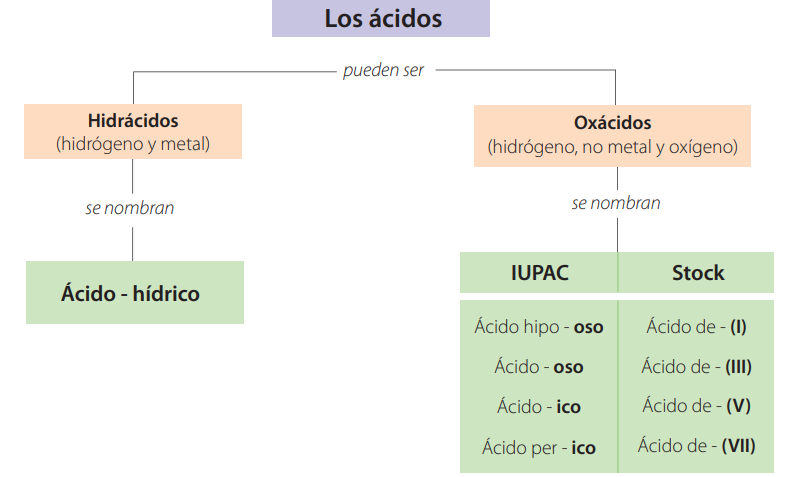 Los ácidos
pueden ser
Hidrácidos
(hidrógeno y metal)
se nombran
Ácido - hídrico
Oxácidos
(hidrógeno, no metal y oxígeno)
se nombran
IUPAC Stock
Ácido hipo - oso Ácido de - (I)
Ácido - oso Ácido de - (III)
Ácido - ico Ácido de - (V)
Ácido per - ico Ácido de - (VII)